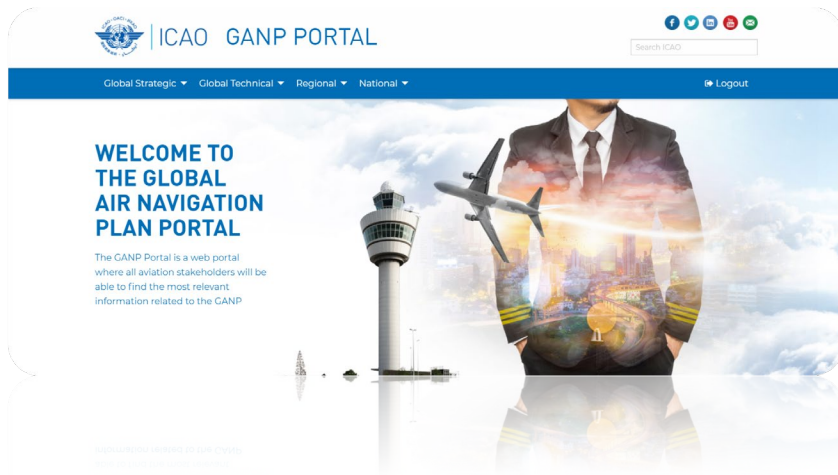 ICAO GANP PORTAL
Search ICAO
Global Strategic Global Technical Regional National Logout
WELCOME TO
THE GLOBAL
AIR NAVIGATION
PLAN PORTAL
The GANP Portal is a web portal
where all aviation stakeholders will be
able to find the most relevant
information related to the GANP